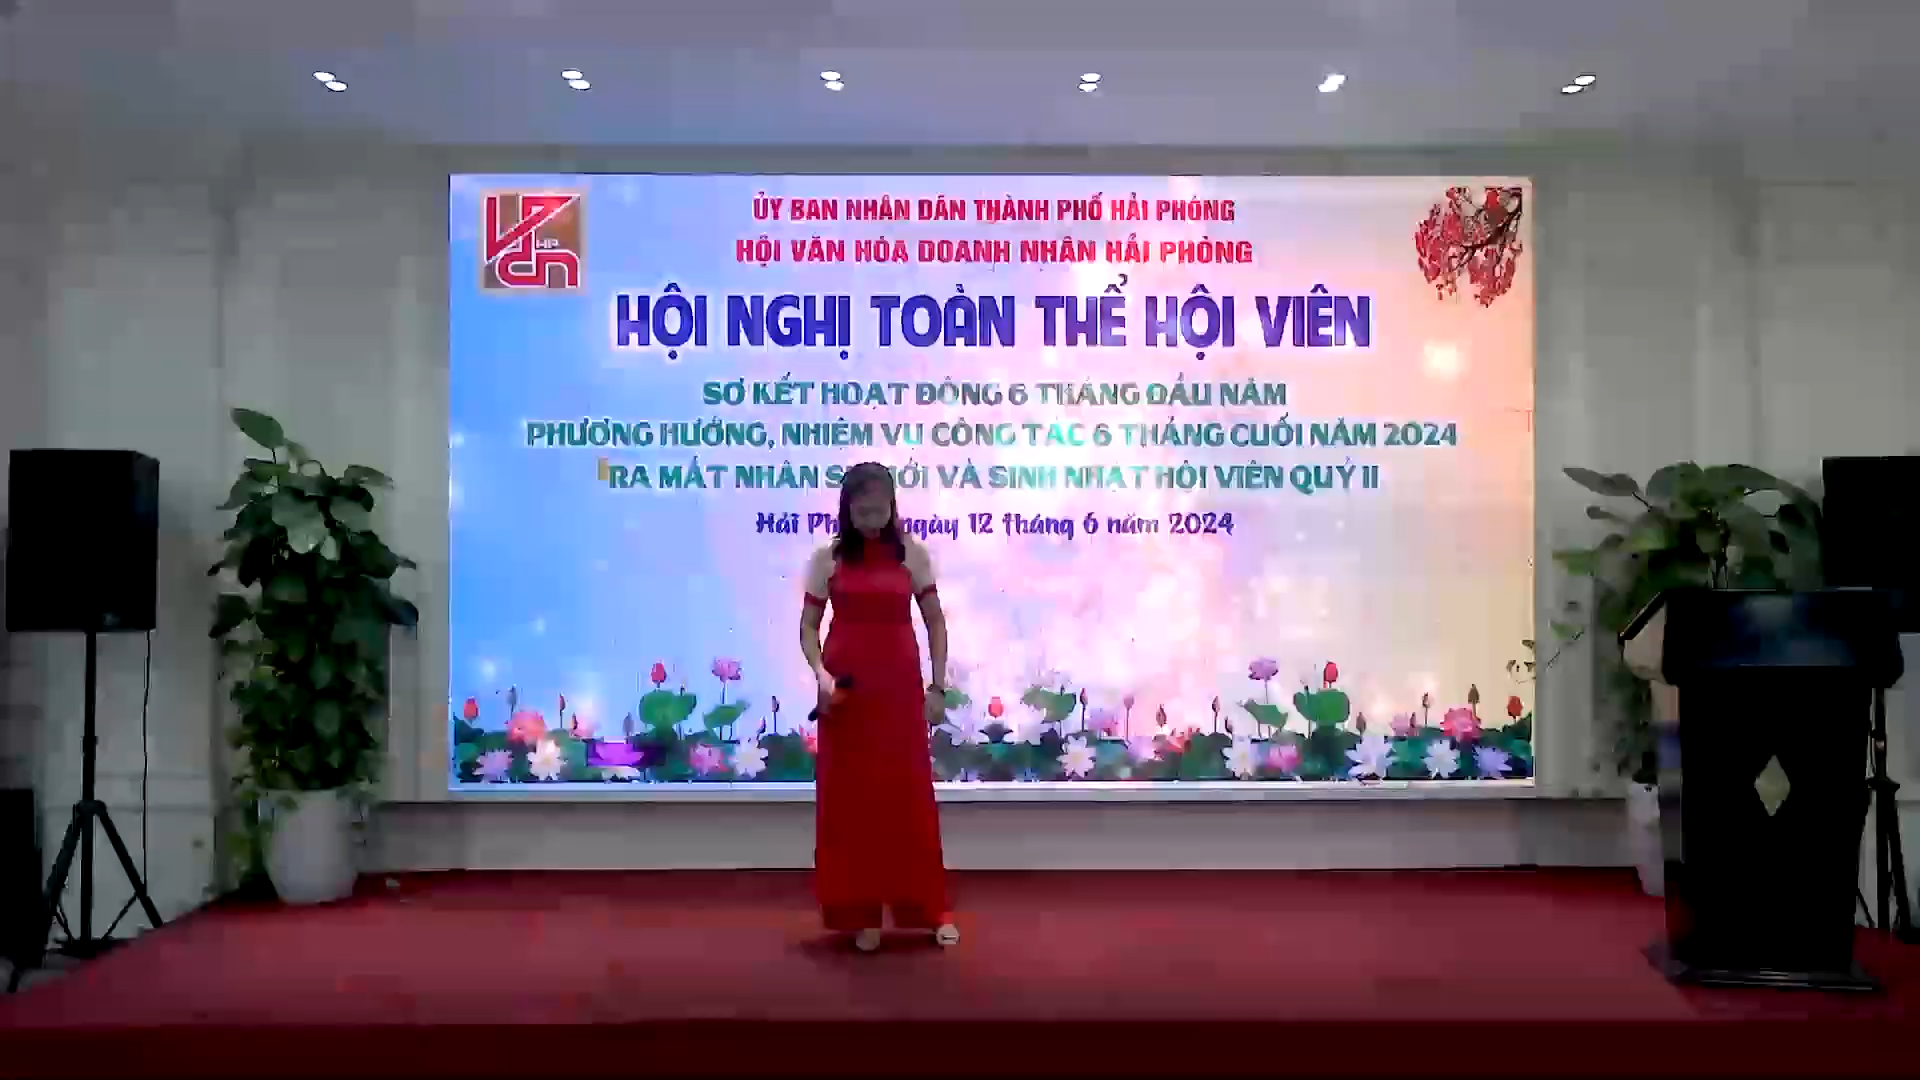 HP
ỦY BAN NHÂN DÂN THÀNH PHỐ HẢI PHÒNG
HỘI VĂN HÓA DOANH NHÂN HẢI PHÒNG
HỘI NGHỊ TOÀN THỂ HỘI VIÊN
SƠ KẾT HOẠT ĐỘNG 6 THÁNG ĐẦU NĂM
PHƯƠNG HƯỚNG, NHIỆM VỤ CÔNG TÁC 6 THÁNG CUỐI NĂM 2024
RA MẮT NHÂN VÀ SINH NHẬT HỘI VIÊN QUÝ II
Hải ngày 12 tháng 6 năm 2024